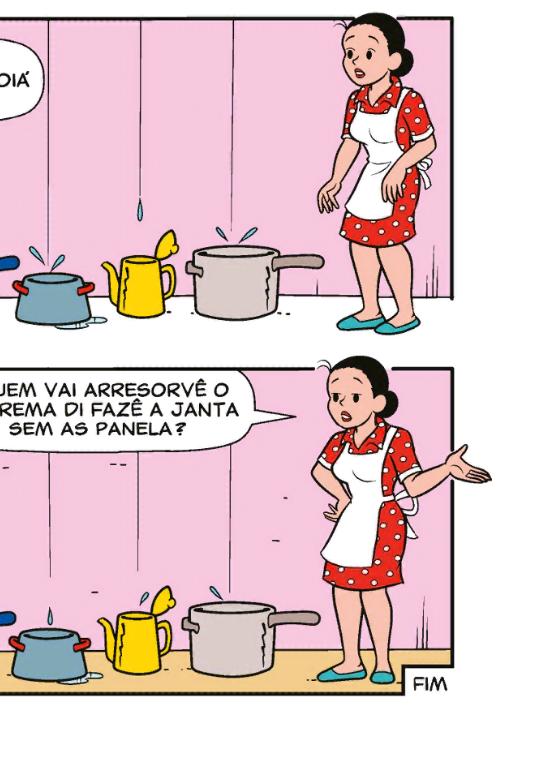 OIÁ
UEM VAI ARRESORVÊ O
REMA DI FAZÊ A JANTA
SEM AS PANELA?
FIM